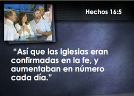 Hechos 16:5
"Así que las iglesias eran
confirmadas en la fe, y
aumentaban en número
cada día."